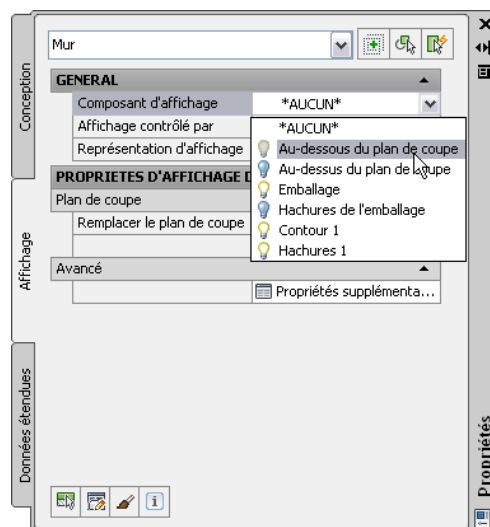 Mur
GENERAL
Composant d'affichage *AUCUN*
Affichage contrôlé par
Représentation d'affichage
*AUCUN*
Au-dessous du plan de coupe
Au-dessus du plan de coupe
Emballage
Hachures de l'emballage
Contour 1
Hachures 1
PROPRIETES D'AFFICHAGE
Plan de coupe
Remplacer le plan de coupe
Avancé
Propriétés supplémenta...
Conception
Affichage
Données étendues
Propriétés